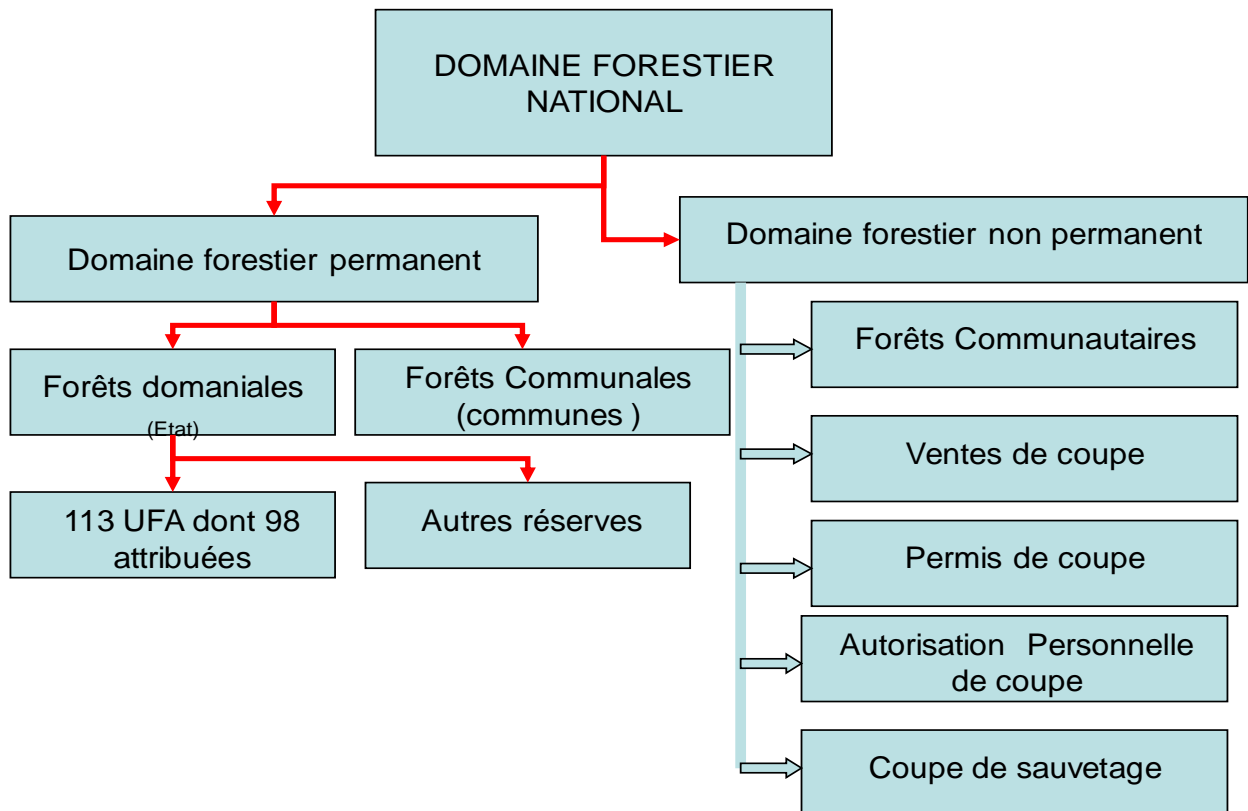 DOMAINE FORESTIER
NATIONAL
Domaine forestier permanent
Domaine forestier non permanent
Forêts domaniales
(Etat)
Forêts Communales
(communes )
113 UFA dont 98
attribuées
Autres réserves
Forêts Communautaires
Ventes de coupe
Permis de coupe
Autorisation Personnelle
de coupe
Coupe de sauvetage